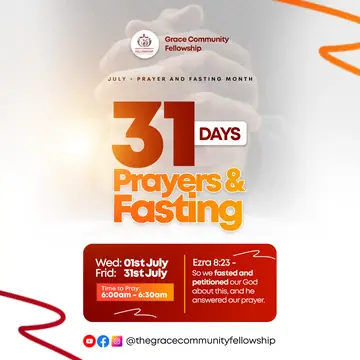 Grace Community
Fellowship
FELLOWSHIP
JULY - PRAYER AND FASTING MONTH
31
DAYS
Prayers &
Fasting
Wed: 01st July
Frid: 31st July
Time to Pray:
6:00am - 6:30am
Ezra 8:23 -
So we fasted and
petitioned our God
about this, and he
answered our prayer.
@thegracecommunityfellowship